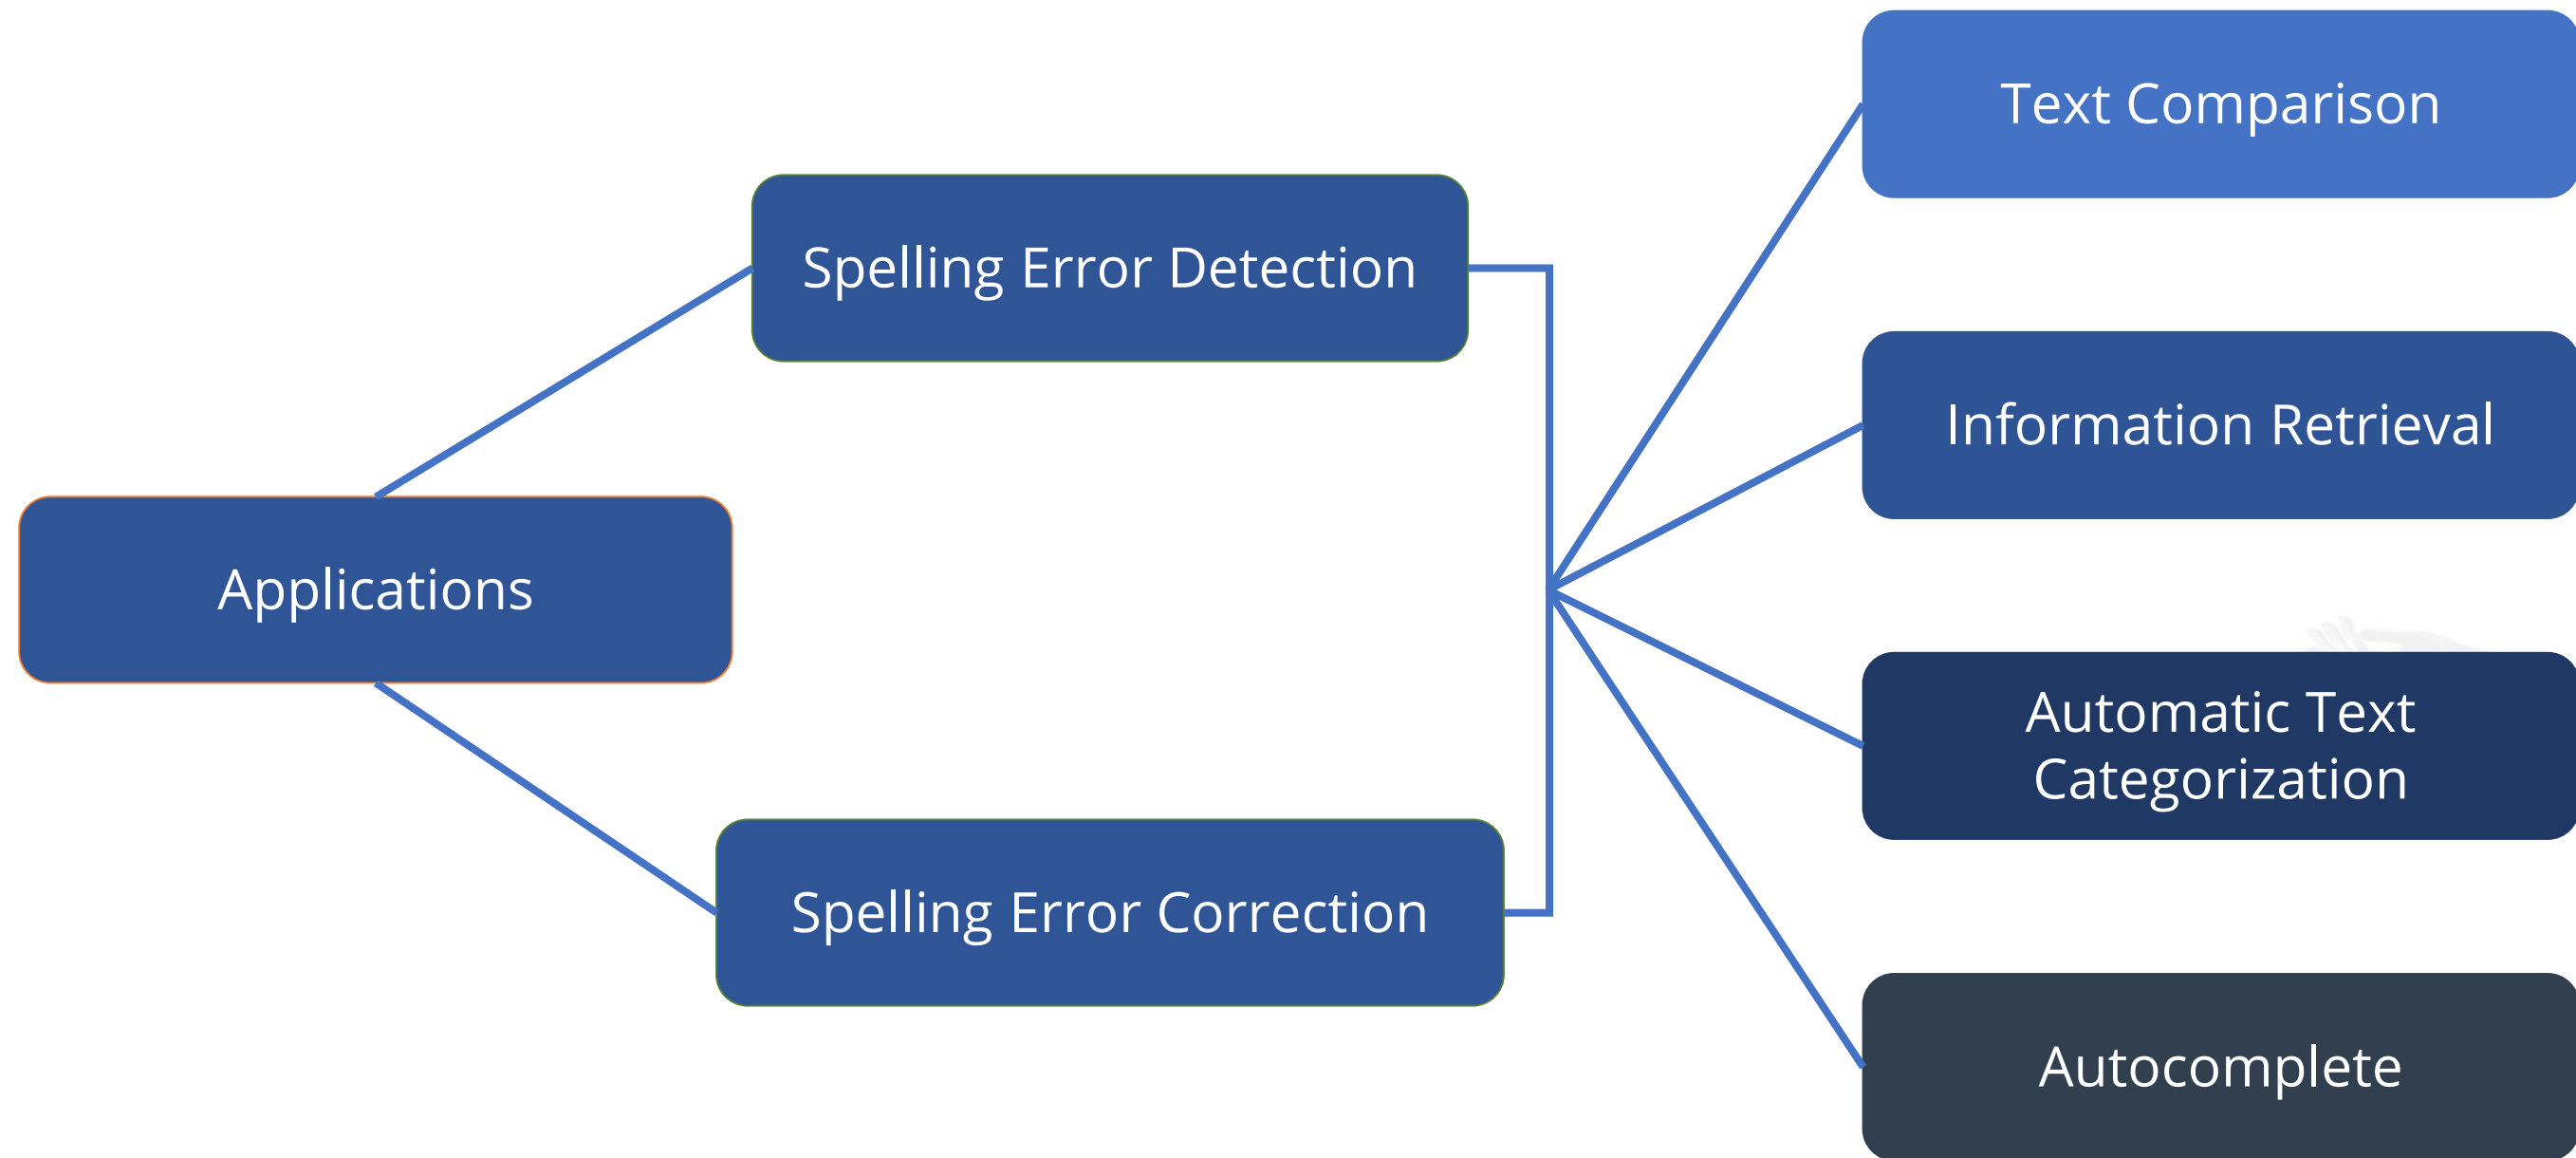 Applications
Spelling Error Detection
Spelling Error Correction
Text Comparison
Information Retrieval
Automatic Text
Categorization
Autocomplete